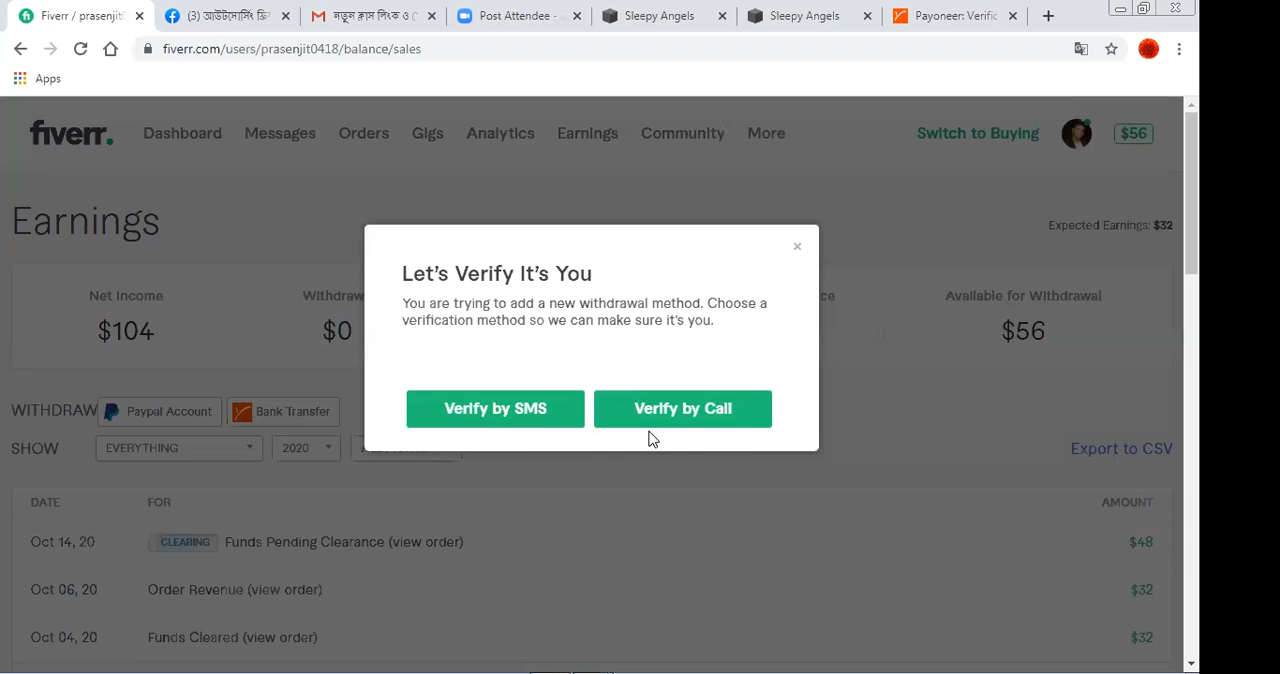 Fiverr / prasenjit
(3) আউটসোর্সিং ফ্রি
নতুন ক্লাস লিংক ও
Post Attendee -
Sleepy Angels
Sleepy Angels
Payoneer: Verific
fiverr.com/users/prasenjit0418/balance/sales
Apps
fiverr.
Dashboard Messages Orders Gigs Analytics Earnings Community More Switch to Buying $56
Earnings
Expected Earnings: $32
Net Income Withdraw Available for Withdrawal
$104 $0 $56
Let's Verify It's You
You are trying to add a new withdrawal method. Choose a
verification method so we can make sure it's you.
Verify by SMS Verify by Call
WITHDRAW Paypal Account Bank Transfer
SHOW EVERYTHING 2020 Export to CSV
DATE FOR AMOUNT
Oct 14, 20 CLEARING Funds Pending Clearance (view order) $48
Oct 06, 20 Order Revenue (view order) $32
Oct 04, 20 Funds Cleared (view order) $32